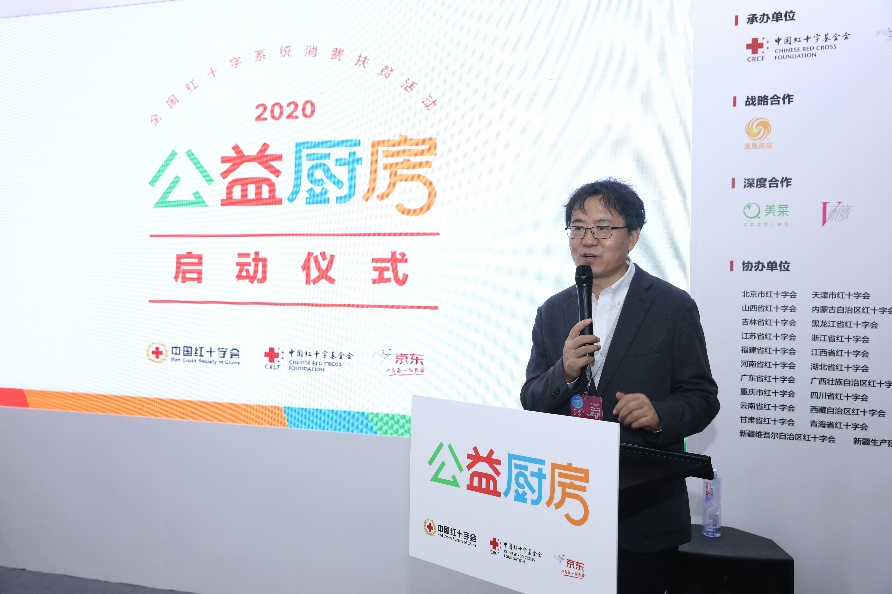 全国红十字系统消费扶贫活动
2020
公益厨房
启动仪式
中国红十字会
Red Cross Society of China
CRCF
中国红十字基金会
CHINESE RED CROSS
FOUNDATION
京东
承办单位
CRCF
中国红十字基金会
CHINESE RED CROSS
FOUNDATION
战略合作
凤凰商视
深度合作
美菜
协办单位
北京市红十字会 天津市红十字会
山西省红十字会 内蒙古自治区红十字会
吉林省红十字会 黑龙江省红十字会
江苏省红十字会 浙江省红十字会
福建省红十字会 江西省红十字会
河南省红十字会 湖北省红十字会
广东省红十字会 广西壮族自治区红十字
重庆市红十字会 四川省红十字会
云南省红十字会 西藏自治区红十字会
甘肃省红十字会 青海省红十字会
新疆维吾尔自治区红十字会 新疆生产建
公益厨房
中国红十字会
CRCF
中国红十字基金会
CHINESE RED CROSS
FOUNDATION
京东